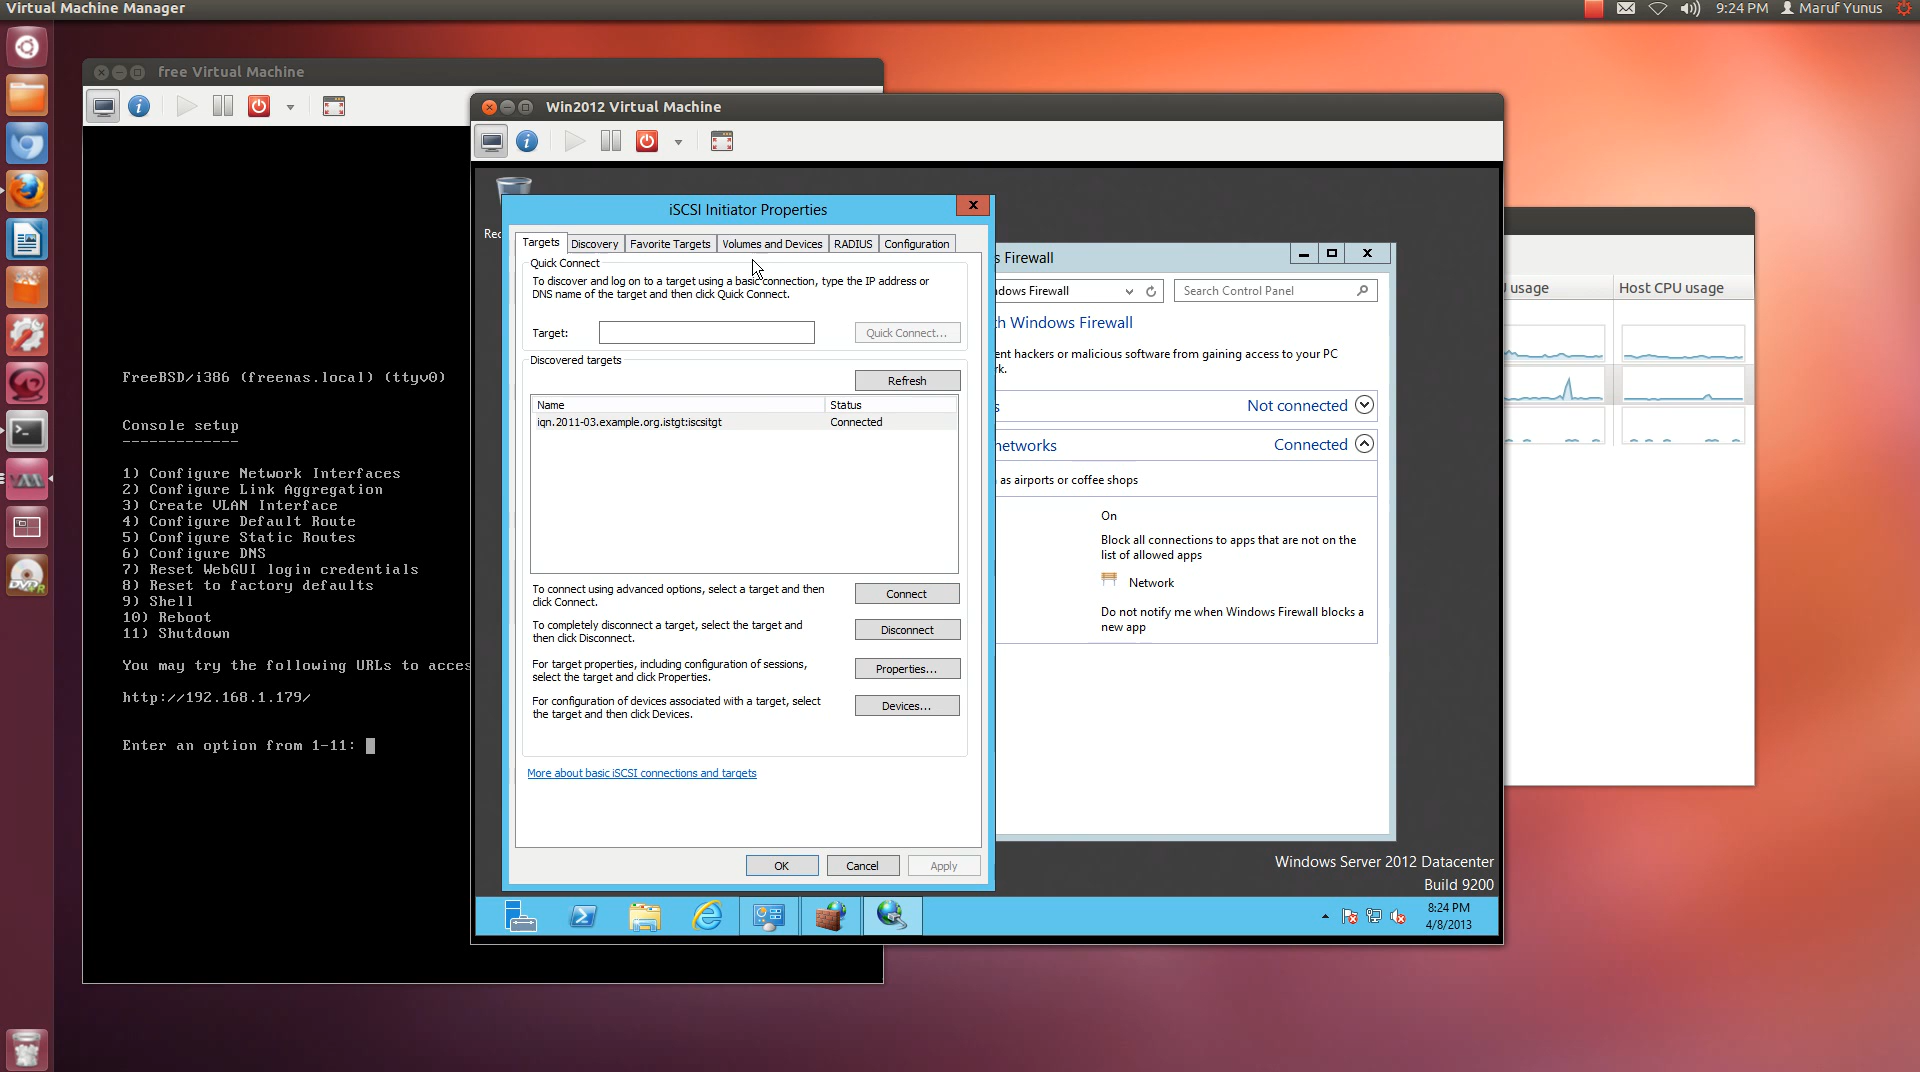 Virtual Machine Manager
9:24 PM Maruf Yunus
free Virtual Machine
FreeBSD/i386 (freenas.local) (ttyv0)
Console setup
-------------
1) Configure Network Interfaces
2) Configure Link Aggregation
3) Create VLAN Interface
4) Configure Default Route
5) Configure Static Routes
6) Configure DNS
7) Reset WebGUI login credentials
8) Reset to factory defaults
9) Shell
10) Reboot
11) Shutdown
You may try the following URLs to acces
http://192.168.1.179/
Enter an option from 1-11:
Win2012 Virtual Machine
Rec
iSCSI Initiator Properties
Targets Discovery Favorite Targets Volumes and Devices RADIUS Configuration
Quick Connect
To discover and log on to a target using a basic connection, type the IP address or
DNS name of the target and then click Quick Connect.
Target: Quick Connect...
Discovered targets
Refresh
Name Status
iqn.2011-03.example.org.istgt:iscsitgt Connected
To connect using advanced options, select a target and then
click Connect.
Connect
To completely disconnect a target, select the target and
then click Disconnect.
Disconnect
For target properties, including configuration of sessions,
select the target and click Properties.
Properties...
For configuration of devices associated with a target, select
the target and then click Devices.
Devices...
More about basic iSCSI connections and targets
OK Cancel Apply
s Firewall
dows Firewall Search Control Panel
h Windows Firewall
ent hackers or malicious software from gaining access to your PC
rk.
s Not connected
networks Connected
as airports or coffee shops
On
Block all connections to apps that are not on the
list of allowed apps
Network
Do not notify me when Windows Firewall blocks a
new app
Windows Server 2012 Datacenter
Build 9200
8:24 PM
4/8/2013
usage Host CPU usage
DVD